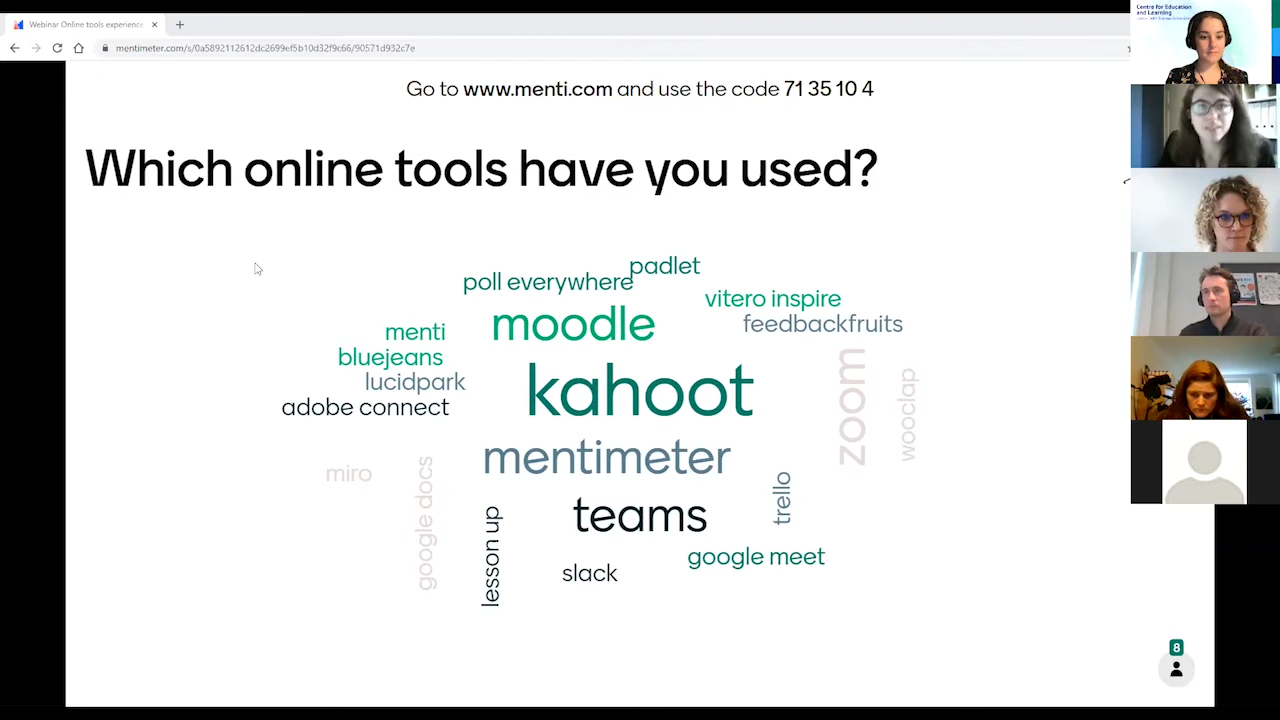 Webinar Online tools experience
mentimeter.com/s/0a5892112612dc2699ef5b10d32f9c66/90571d932c7e
Centre for Education
and Learning
Go to www.menti.com and use the code 71 35 10 4
Which online tools have you used?
padlet
poll everywhere
vitero inspire
moodle
feedbackfruits
menti
bluejeans
lucidpark
kahoot
zoom
wooclap
adobe connect
mentimeter
miro
google docs
trello
teams
lesson up
google meet
slack
8